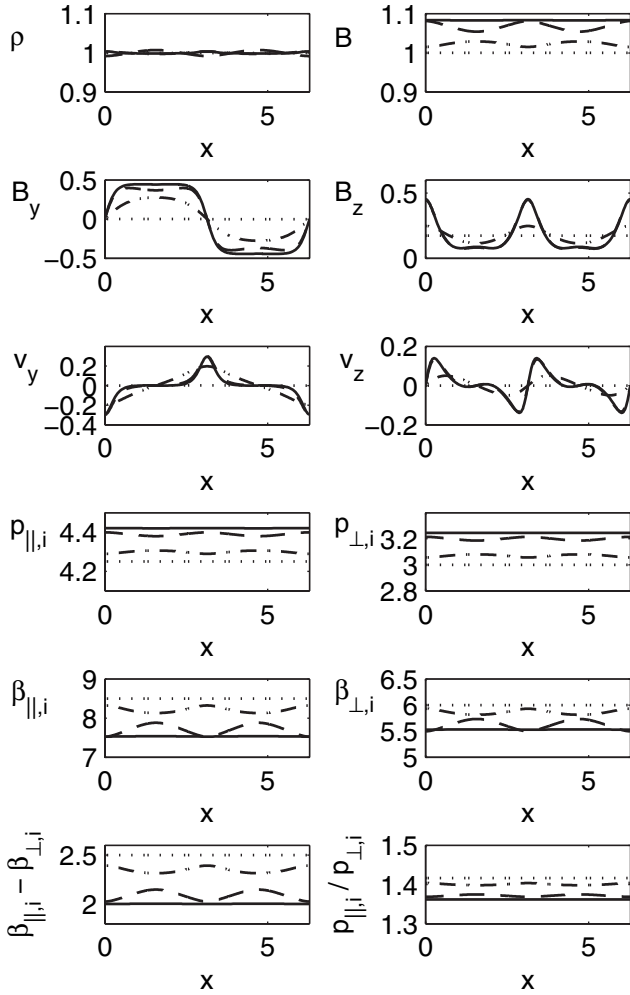 ρ
1.1
1
0.9
0
5
x
B
1.1
1
0.9
0
5
x
B_y
0.5
0
−0.5
0
5
x
B_z
0.5
0
0
5
x
v_y
0.2
0
−0.2
−0.4
0
5
x
v_z
0.2
0
−0.2
0
5
x
p_||,i
4.4
4.2
0
5
x
p_⊥,i
3.2
3
2.8
0
5
x
β_||,i
9
8
7
0
5
x
β_⊥,i
6.5
6
5.5
5
0
5
x
β_||,i − β_⊥,i
2.5
2
0
5
x
p_||,i / p_⊥,i
1.5
1.4
1.3
0
5
x